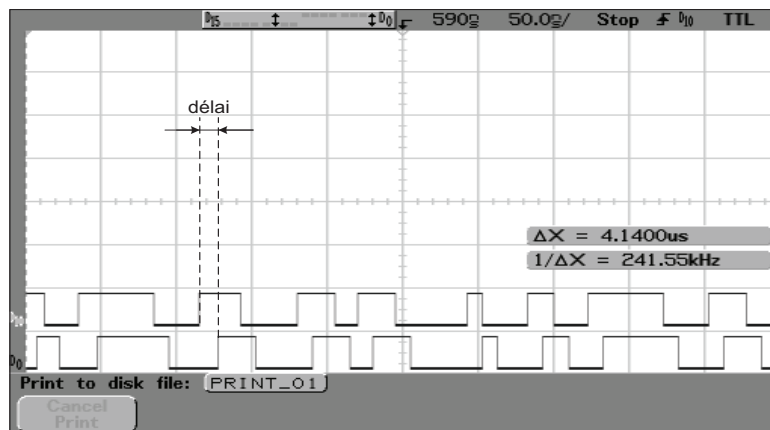 D15 D0 590 50.0 / Stop D10 TTL
délai
ΔX = 4.1400us
1/ΔX = 241.55kHz
D10
D0
Print to disk file: PRINT_01
Cancel
Print